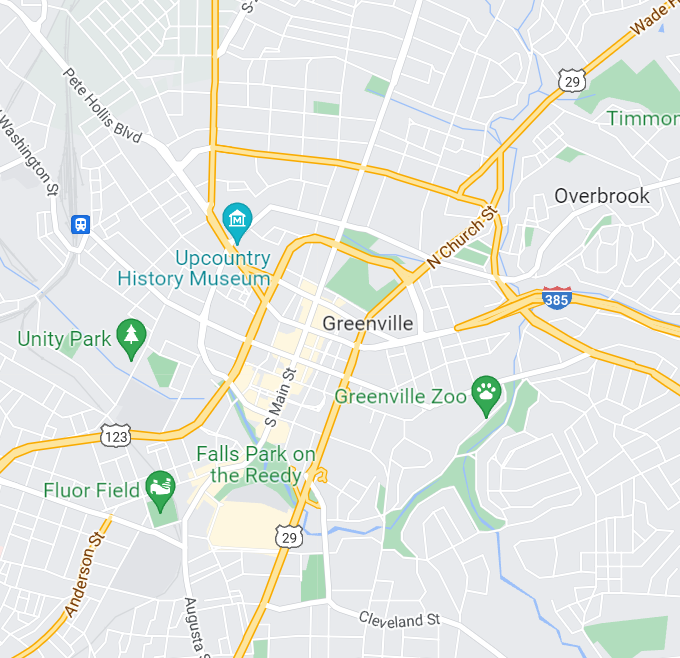 S
Wade H
Pete Hollis Blvd
29
Timmon
Washington St
Overbrook
N Church St
Upcountry
History Museum
385
Greenville
Unity Park
S Main St
Greenville Zoo
123
Falls Park on
the Reedy
Fluor Field
29
Anderson St
Augusta S
Cleveland St